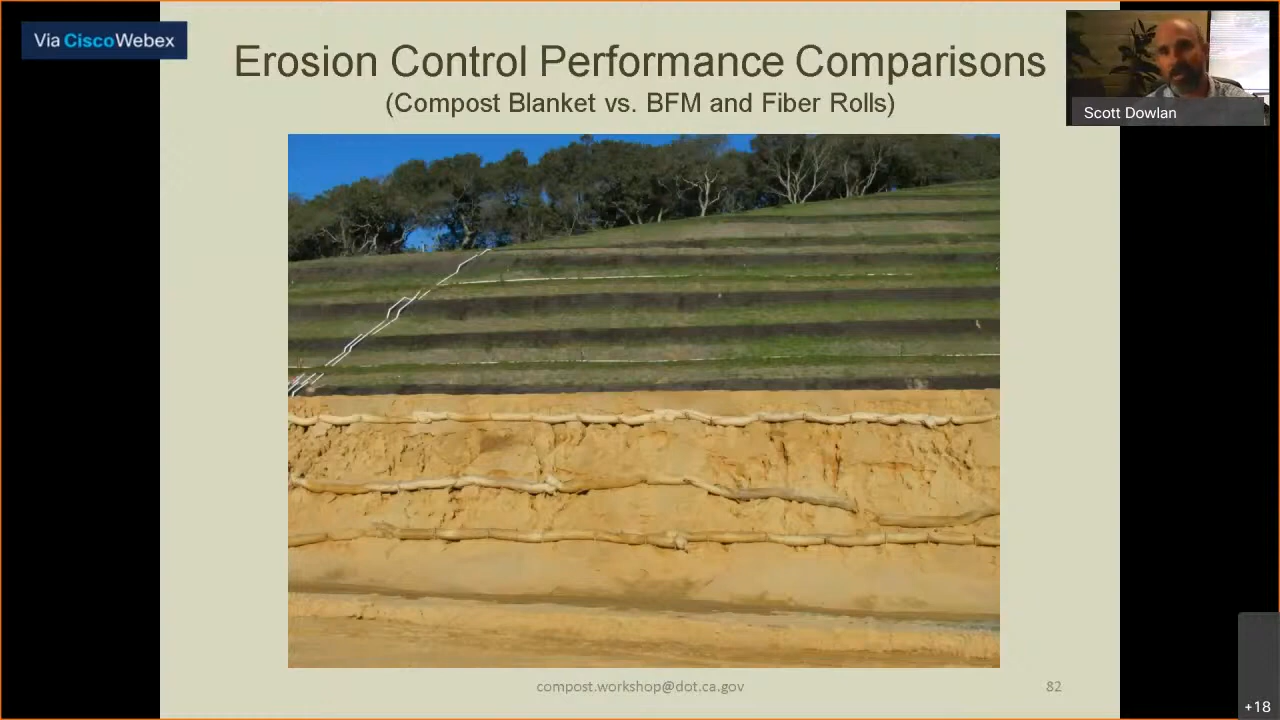 Via CiscoWebex
Erosion Control Performance Comparisons
(Compost Blanket vs. BFM and Fiber Rolls)
Scott Dowlan
compost.workshop@dot.ca.gov
82
+18